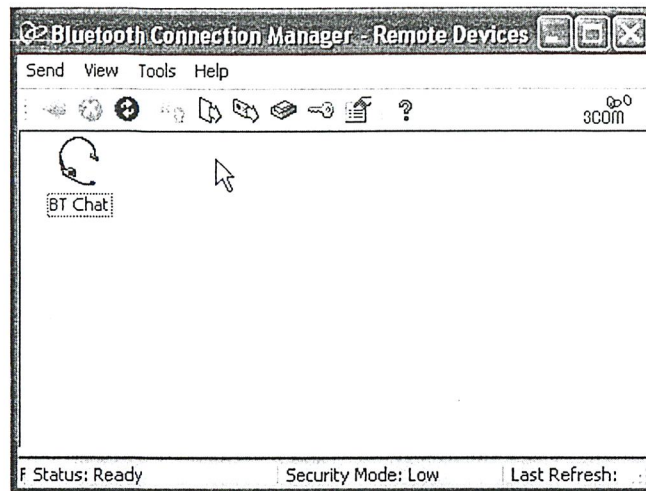 Bluetooth Connection Manager - Remote Devices
Send View Tools Help
? 3COM
BT Chat
F Status: Ready Security Mode: Low Last Refresh: